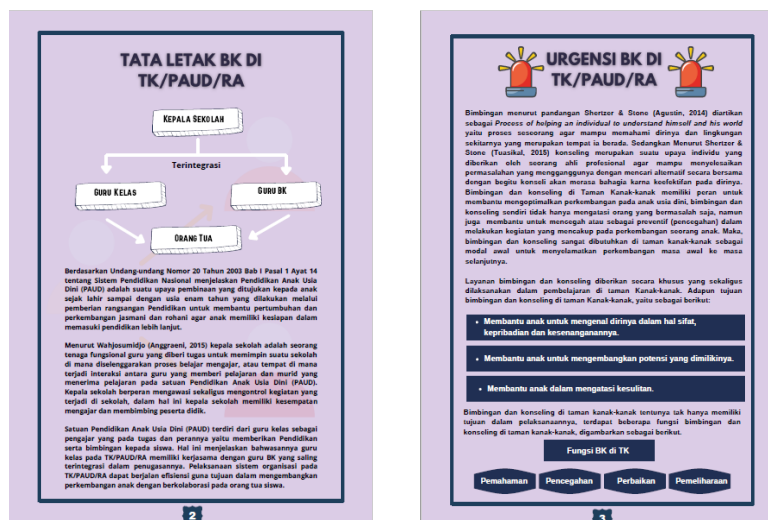 TATA LETAK BK DI
TK/PAUD/RA
KEPALA SEKOLAH
Terintegrasi
GURU KELAS
GURU BK
ORANG TUA
Berdasarkan Undang-undang Nomor 20 Tahun 2003 Bab I Pasal 1 Ayat 14
tentang Sistem Pendidikan Nasional menjelaskan Pendidikan Anak Usia
Dini (PAUD) adalah suatu upaya pembinaan yang ditujukan kepada anak
sejak lahir sampai dengan usia enam tahun yang dilakukan melalui
pemberian rangsangan Pendidikan untuk membantu pertumbuhan dan
perkembangan jasmani dan rohani agar anak memiliki kesiapan dalam
memasuki pendidikan lebih lanjut.
Menurut Wahjosumidjo (Anggraeni, 2015) kepala sekolah adalah seorang
tenaga fungsional guru yang diberi tugas untuk memimpin suatu sekolah
di mana diselenggarakan proses belajar mengajar, atau tempat di mana
terjadi interaksi antara guru yang memberi pelajaran dan murid yang
menerima pelajaran pada satuan Pendidikan Anak Usia Dini (PAUD).
Kepala sekolah berperan mengawasi sekaligus mengontrol kegiatan yang
terjadi di sekolah, dalam hal ini kepala sekolah memiliki kesempatan
mengajar dan membimbing peserta didik.
Satuan Pendidikan Anak Usia Dini (PAUD) terdiri dari guru kelas sebagai
pengajar yang pada tugas dan perannya yaitu memberikan Pendidikan
serta bimbingan kepada siswa. Hal ini menjelaskan bahwasannya guru
kelas pada TK/PAUD/RA memiliki kerjasama dengan guru BK yang saling
terintegrasi dalam penugasannya. Pelaksanaan sistem organisasi pada
TK/PAUD/RA dapat berjalan efisiensi guna tujuan dalam mengembangkan
perkembangan anak dengan berkolaborasi pada orang tua siswa.
2
URGENSI BK DI
TK/PAUD/RA
Bimbingan menurut pandangan Shertzer & Stone (Agustin, 2014) diartikan
sebagai Process of helping an individual to understand himself and his world
yaitu proses seseorang agar mampu memahami dirinya dan lingkungan
sekitarnya yang merupakan tempat ia berada. Sedangkan Menurut Shertzer &
Stone (Tuasikal, 2015) konseling merupakan suatu upaya individu yang
diberikan oleh seorang ahli profesional agar mampu menyelesaikan
permasalahan yang mengganggunya dengan mencari alternatif secara bersama
dengan begitu konseli akan merasa bahagia karna keefektifan pada dirinya.
Bimbingan dan konseling di Taman Kanak-kanak memiliki peran untuk
membantu mengoptimalkan perkembangan pada anak usia dini, bimbingan dan
konseling sendiri tidak hanya mengatasi orang yang bermasalah saja, namun
juga membantu untuk mencegah atau sebagai preventif (pencegahan) dalam
melakukan kegiatan yang mencakup pada perkembangan seorang anak. Maka,
bimbingan dan konseling sangat dibutuhkan di taman kanak-kanak sebagai
modal awal untuk menyelamatkan perkembangan masa awal ke masa
selanjutnya.
Layanan bimbingan dan konseling diberikan secara khusus yang sekaligus
dilaksanakan dalam pembelajaran di taman Kanak-kanak. Adapun tujuan
bimbingan dan konseling di taman Kanak-kanak, yaitu sebagai berikut:
• Membantu anak untuk mengenal dirinya dalam hal sifat,
kepribadian dan kesenanganannya.
• Membantu anak untuk mengembangkan potensi yang dimilikinya.
• Membantu anak dalam mengatasi kesulitan.
Bimbingan dan konseling di taman kanak-kanak tentunya tak hanya memiliki
tujuan dalam pelaksanaannya, terdapat beberapa fungsi bimbingan dan
konseling di taman kanak-kanak, digambarkan sebagai berikut.
Fungsi BK di TK
Pemahaman
Pencegahan
Perbaikan
Pemeliharaan
3